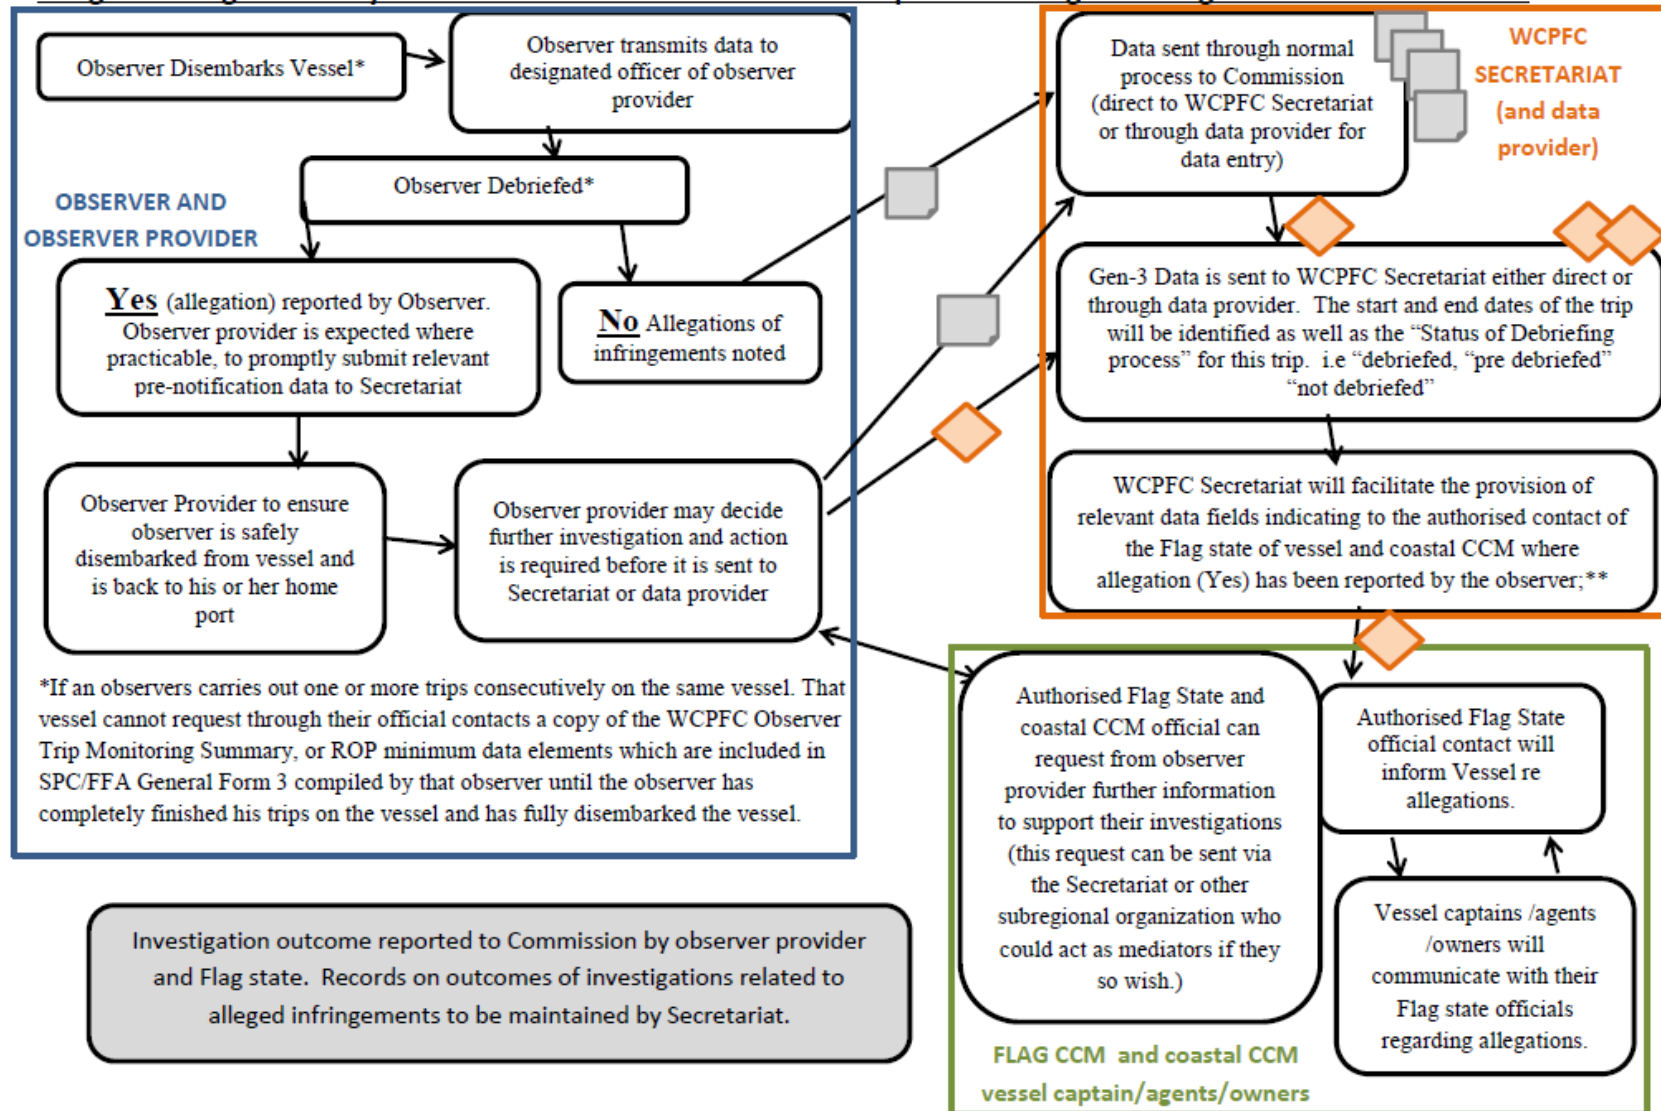 Observer Disembarks Vessel*
Observer transmits data to
designated officer of observer
provider
Observer Debriefed*
OBSERVER AND
OBSERVER PROVIDER
Yes (allegation) reported by Observer.
Observer provider is expected where
practicable, to promptly submit relevant
pre-notification data to Secretariat
No Allegations of
infringements noted
Observer Provider to ensure
observer is safely
disembarked from vessel and
is back to his or her home
port
Observer provider may decide
further investigation and action
is required before it is sent to
Secretariat or data provider
*If an observers carries out one or more trips consecutively on the same vessel. That
vessel cannot request through their official contacts a copy of the WCPFC Observer
Trip Monitoring Summary, or ROP minimum data elements which are included in
SPC/FFA General Form 3 compiled by that observer until the observer has
completely finished his trips on the vessel and has fully disembarked the vessel.
Data sent through normal
process to Commission
(direct to WCPFC Secretariat
or through data provider for
data entry)
WCPFC
SECRETARIAT
(and data
provider)
Gen-3 Data is sent to WCPFC Secretariat either direct or
through data provider.  The start and end dates of the trip
will be identified as well as the “Status of Debriefing
process” for this trip.  i.e “debriefed, “pre debriefed”
“not debriefed”
WCPFC Secretariat will facilitate the provision of
relevant data fields indicating to the authorised contact of
the Flag state of vessel and coastal CCM where
allegation (Yes) has been reported by the observer;**
Authorised Flag State and
coastal CCM official can
request from observer
provider further information
to support their investigations
(this request can be sent via
the Secretariat or other
subregional organization who
could act as mediators if they
so wish.)
Authorised Flag State
official contact will
inform Vessel re
allegations.
Vessel captains /agents
/owners will
communicate with their
Flag state officials
regarding allegations.
FLAG CCM  and coastal CCM
vessel captain/agents/owners
Investigation outcome reported to Commission by observer provider
and Flag state.  Records on outcomes of investigations related to
alleged infringements to be maintained by Secretariat.